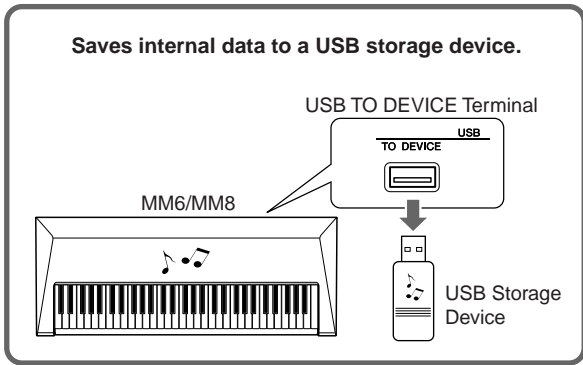 Saves internal data to a USB storage device.
USB TO DEVICE Terminal
USB
TO DEVICE
MM6/MM8
USB Storage
Device